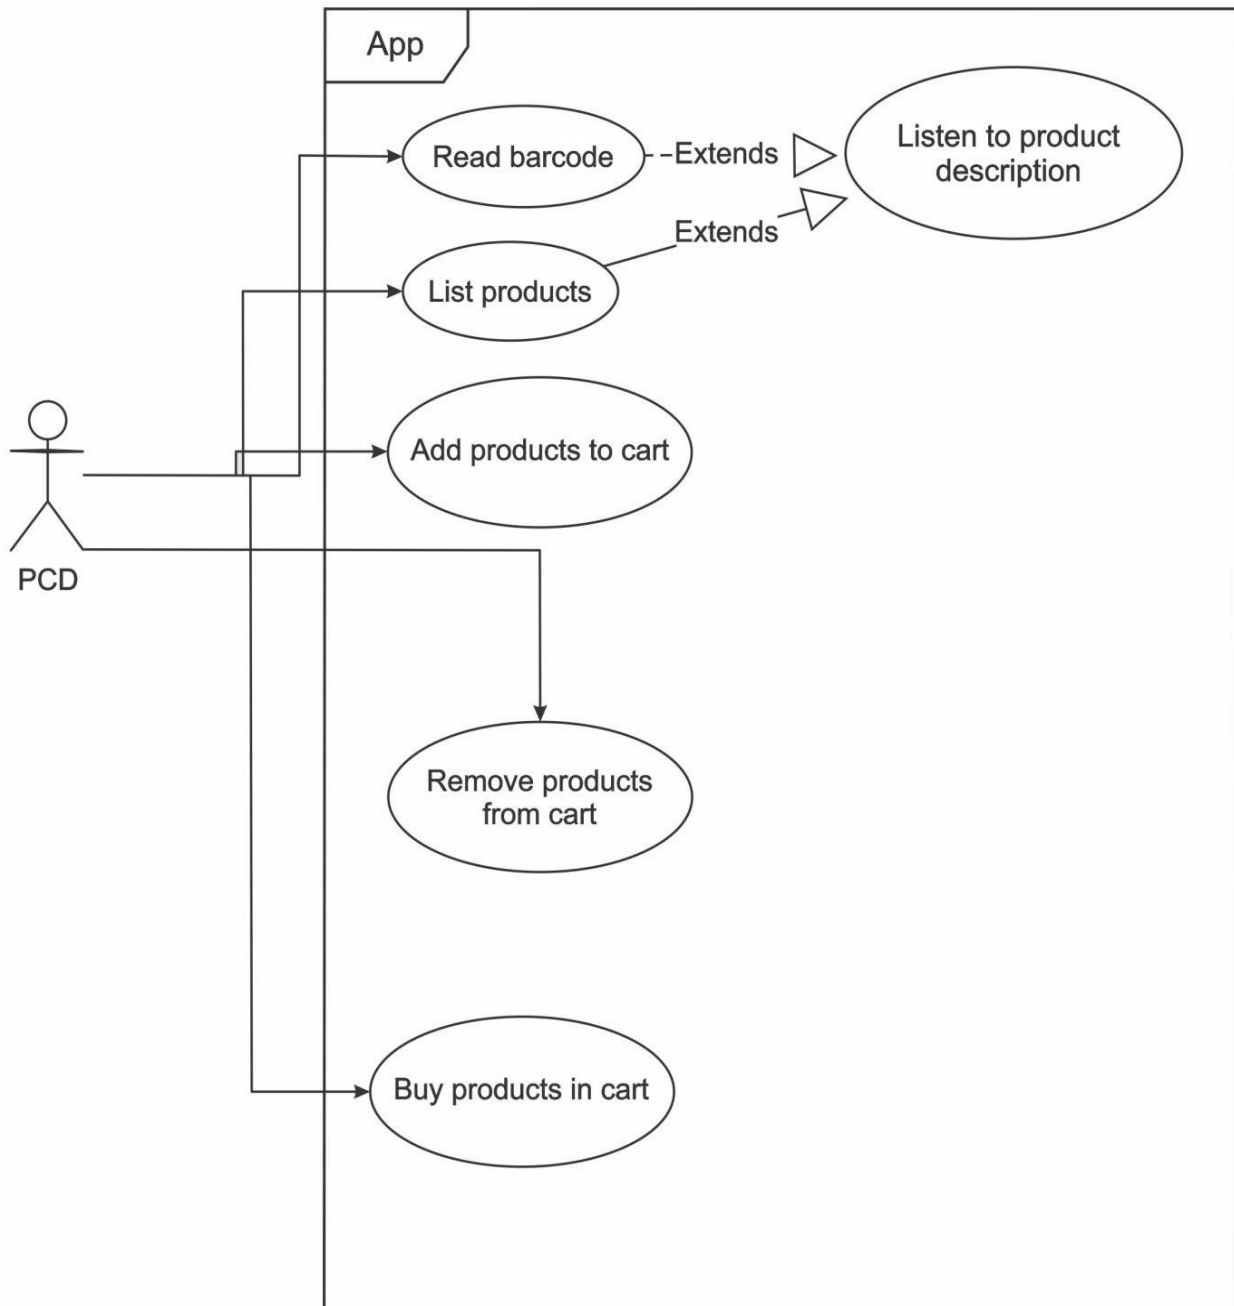 App
Read barcode
Extends
Listen to product
description
Extends
List products
Add products to cart
PCD
Remove products
from cart
Buy products in cart